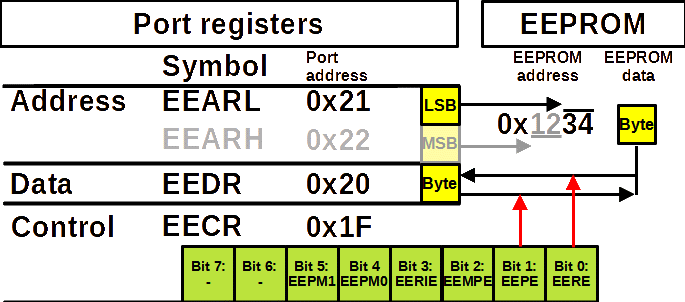 Port registers EEPROM
Symbol Port address EEPROM address EEPROM data
Address EEARL 0x21 LSB 0x1234 Byte
EEARH 0x22 MSB
Data EEDR 0x20 Byte
Control EECR 0x1F
Bit 7: - Bit 6: - Bit 5: EEPM1 Bit 4 EEPM0 Bit 3: EERIE Bit 2: EEMPE Bit 1: EEPE Bit 0: EERE